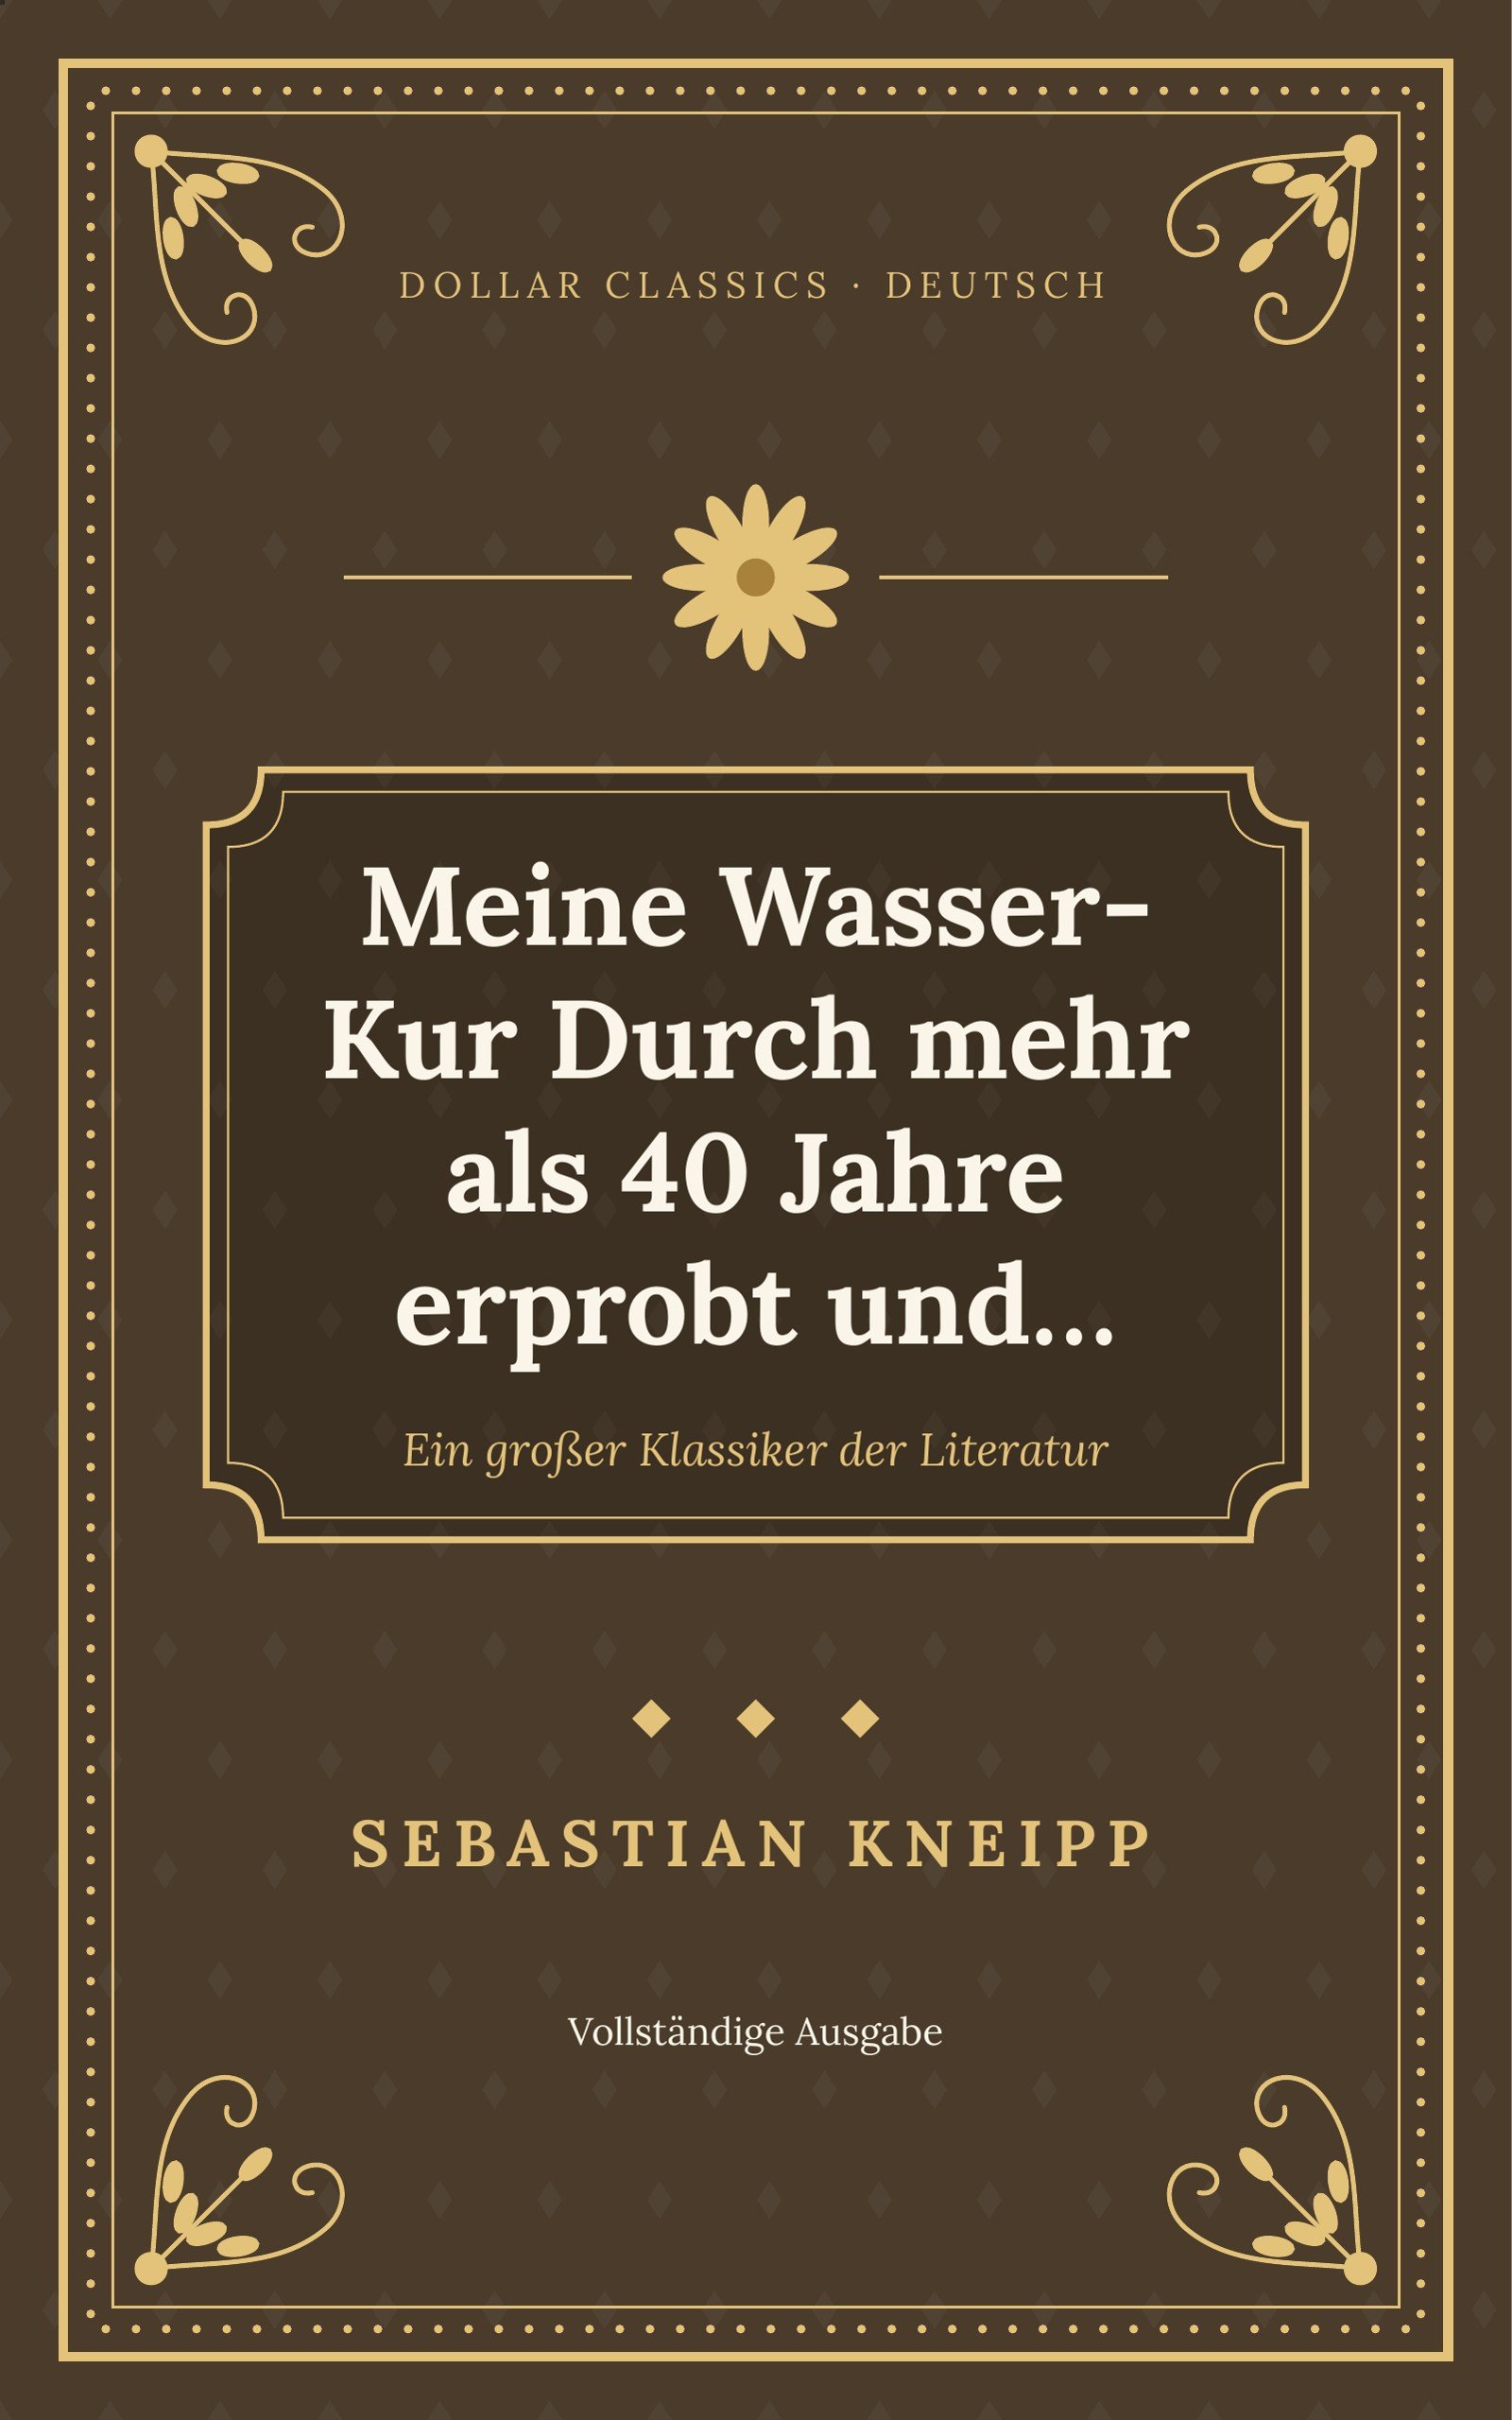 DOLLAR CLASSICS · DEUTSCH
Meine Wasser-
Kur Durch mehr
als 40 Jahre
erprobt und...
Ein großer Klassiker der Literatur
SEBASTIAN KNEIPP
Vollständige Ausgabe